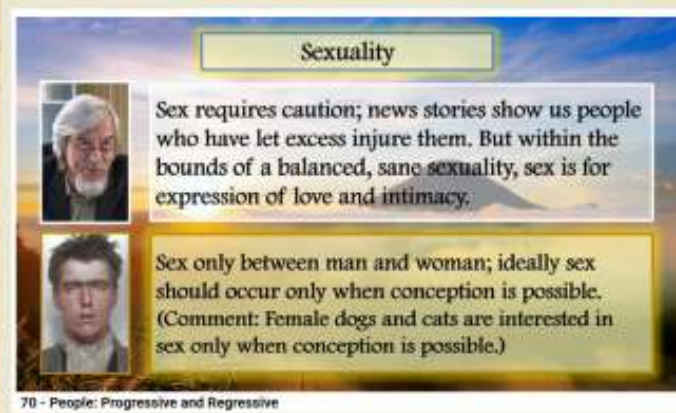 Sexuality
Sex requires caution; news stories show us people
who have let excess injure them. But within the
bounds of a balanced, sane sexuality, sex is for
expression of love and intimacy.
Sex only between man and woman; ideally sex
should occur only when conception is possible.
(Comment: Female dogs and cats are interested in
sex only when conception is possible.)
70 - People: Progressive and Regressive